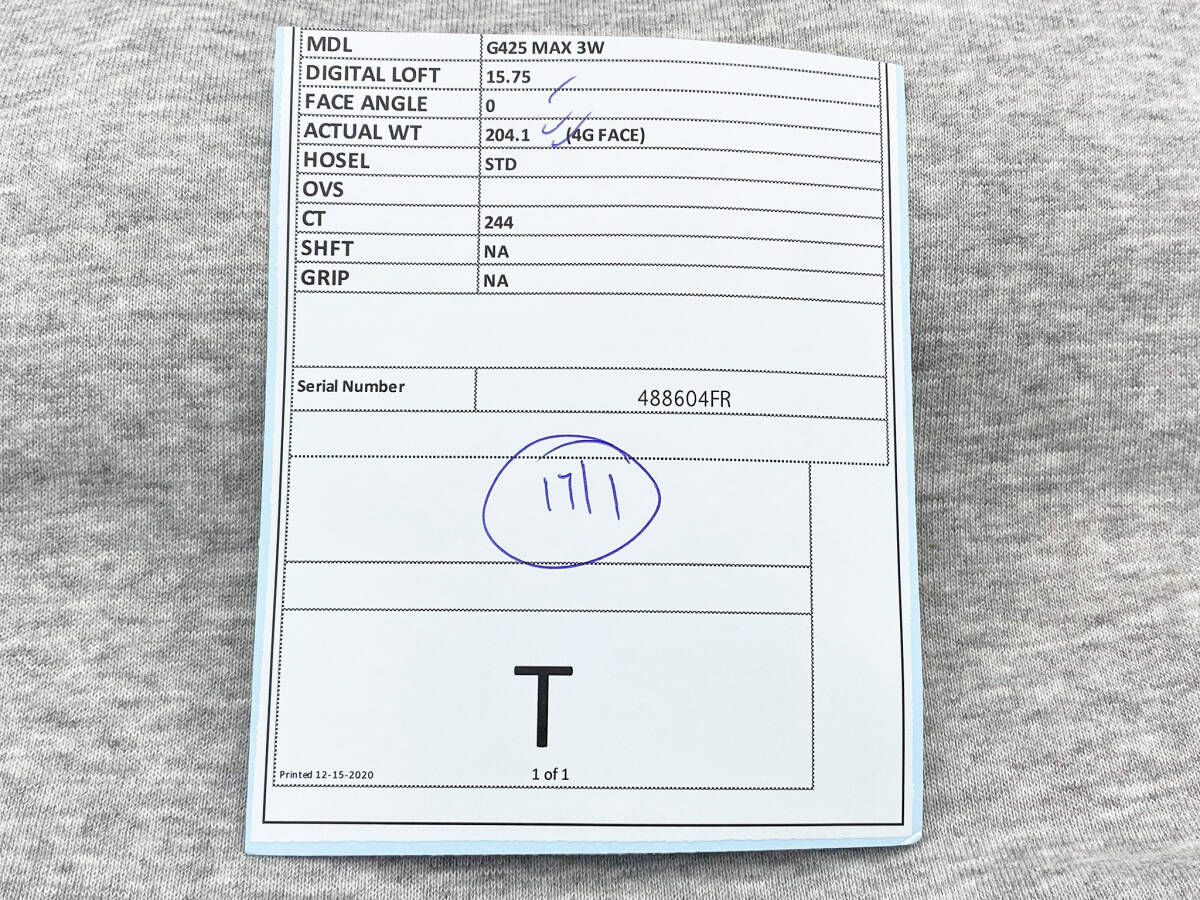 MDL G425 MAX 3W
DIGITAL LOFT 15.75
FACE ANGLE 0
ACTUAL WT 204.1 (4G FACE)
HOSEL STD
OVS
CT 244
SHFT NA
GRIP NA
Serial Number 488604FR
17/1
T
Printed 12-15-2020 1 of 1